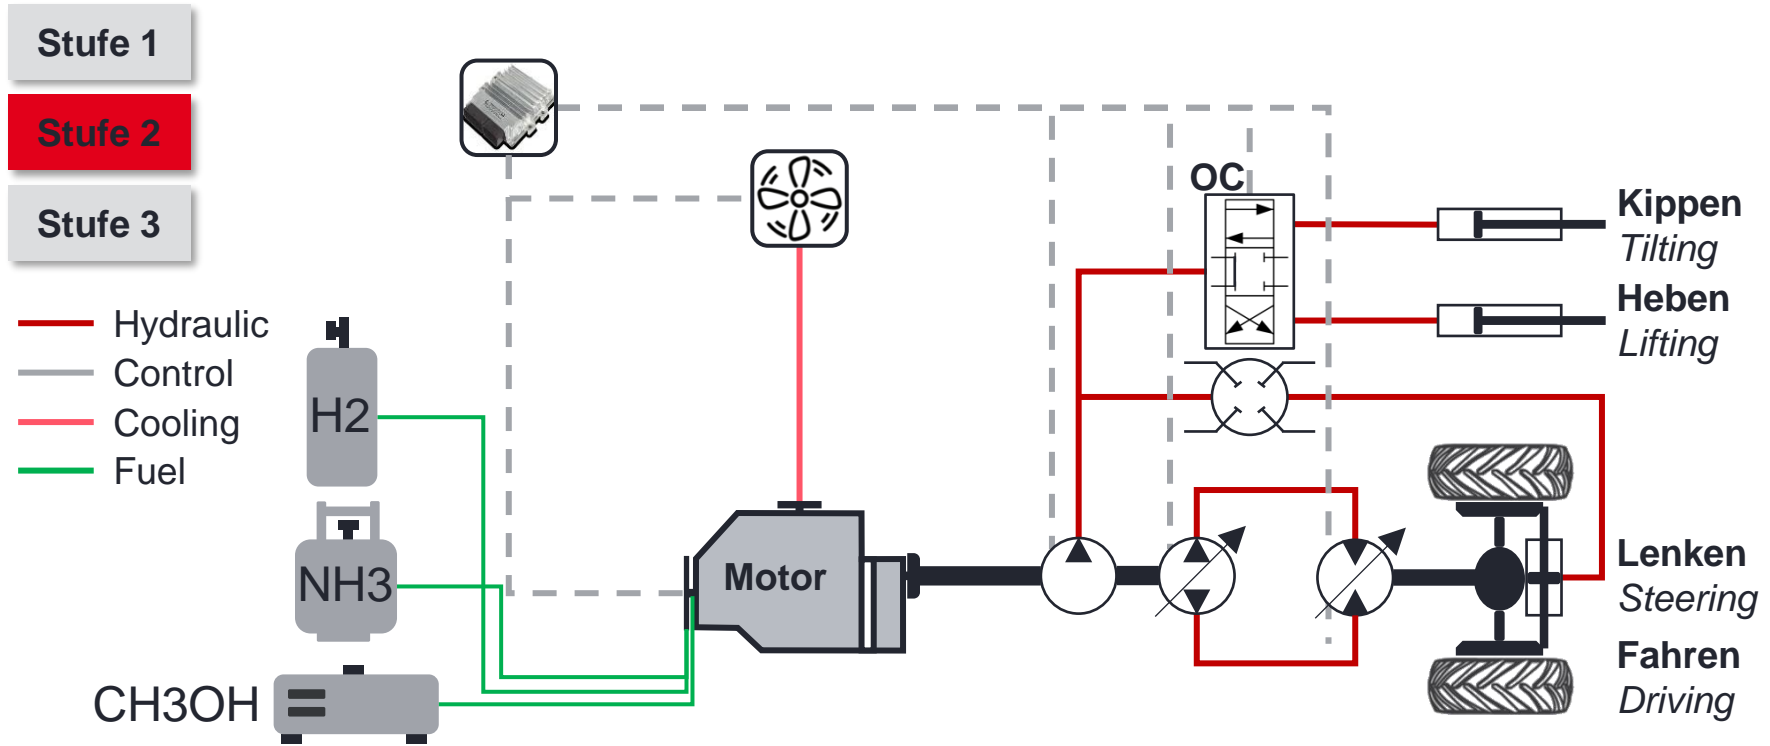 Stufe 1
Stufe 2
Stufe 3
Hydraulic
Control
Cooling
Fuel
H2
NH3
CH3OH
Motor
OC
Kippen
Tilting
Heben
Lifting
Lenken
Steering
Fahren
Driving